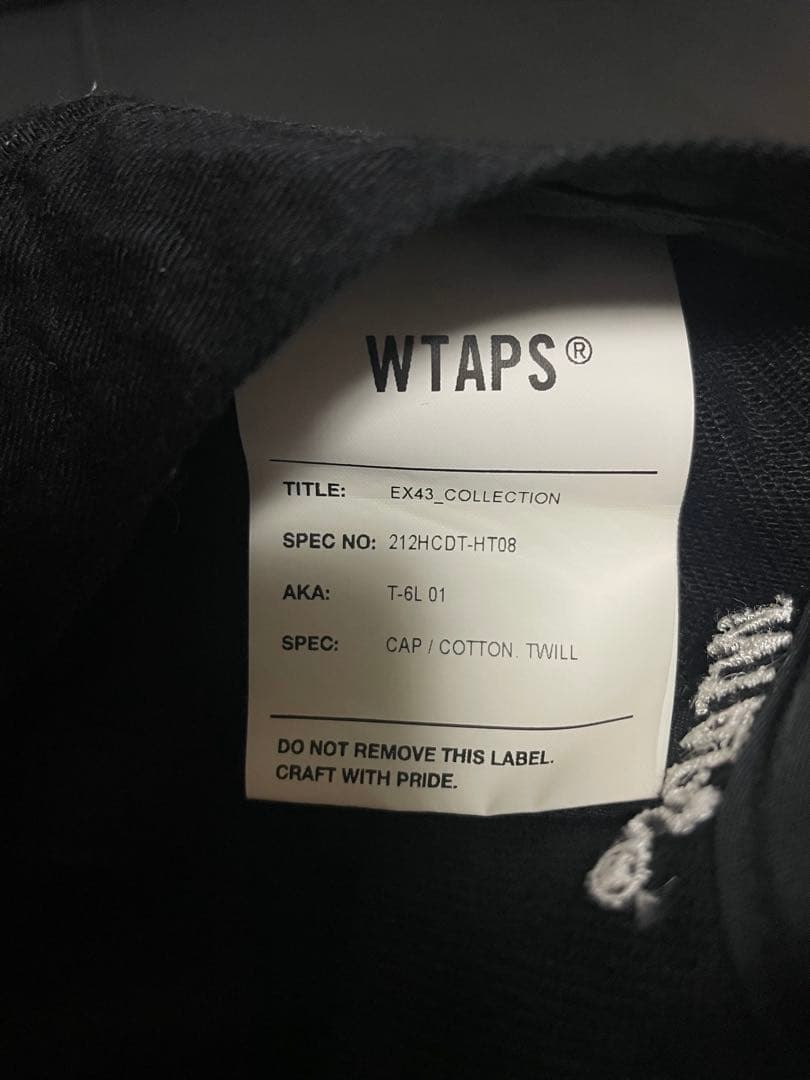 WTAPS®
TITLE: EX43_COLLECTION
SPEC NO: 212HCDT-HT08
AKA: T-6L 01
SPEC: CAP / COTTON. TWILL
DO NOT REMOVE THIS LABEL.
CRAFT WITH PRIDE.